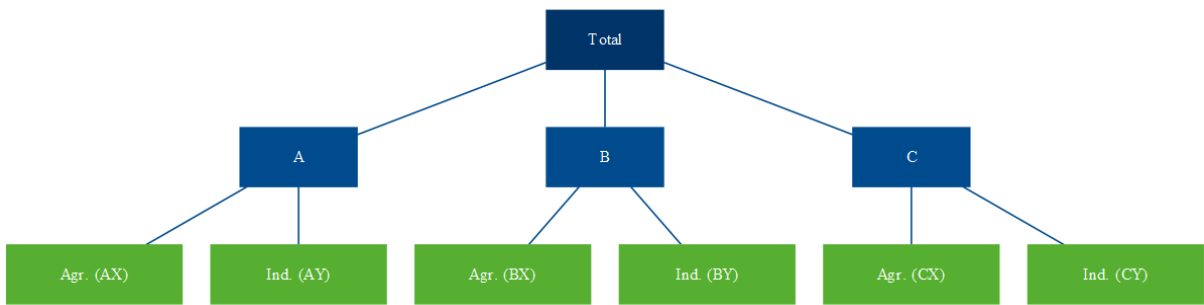 Total
A
B
C
Agr. (AX)
Ind. (AY)
Agr. (BX)
Ind. (BY)
Agr. (CX)
Ind. (CY)